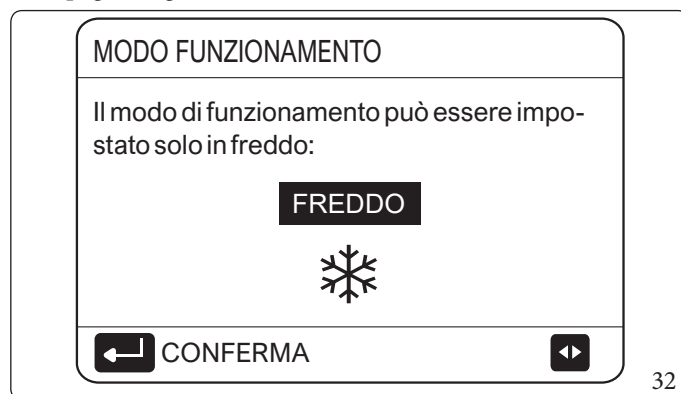 MODO FUNZIONAMENTO
Il modo di funzionamento può essere impo-
stato solo in freddo:
FREDDO
CONFERMA
32